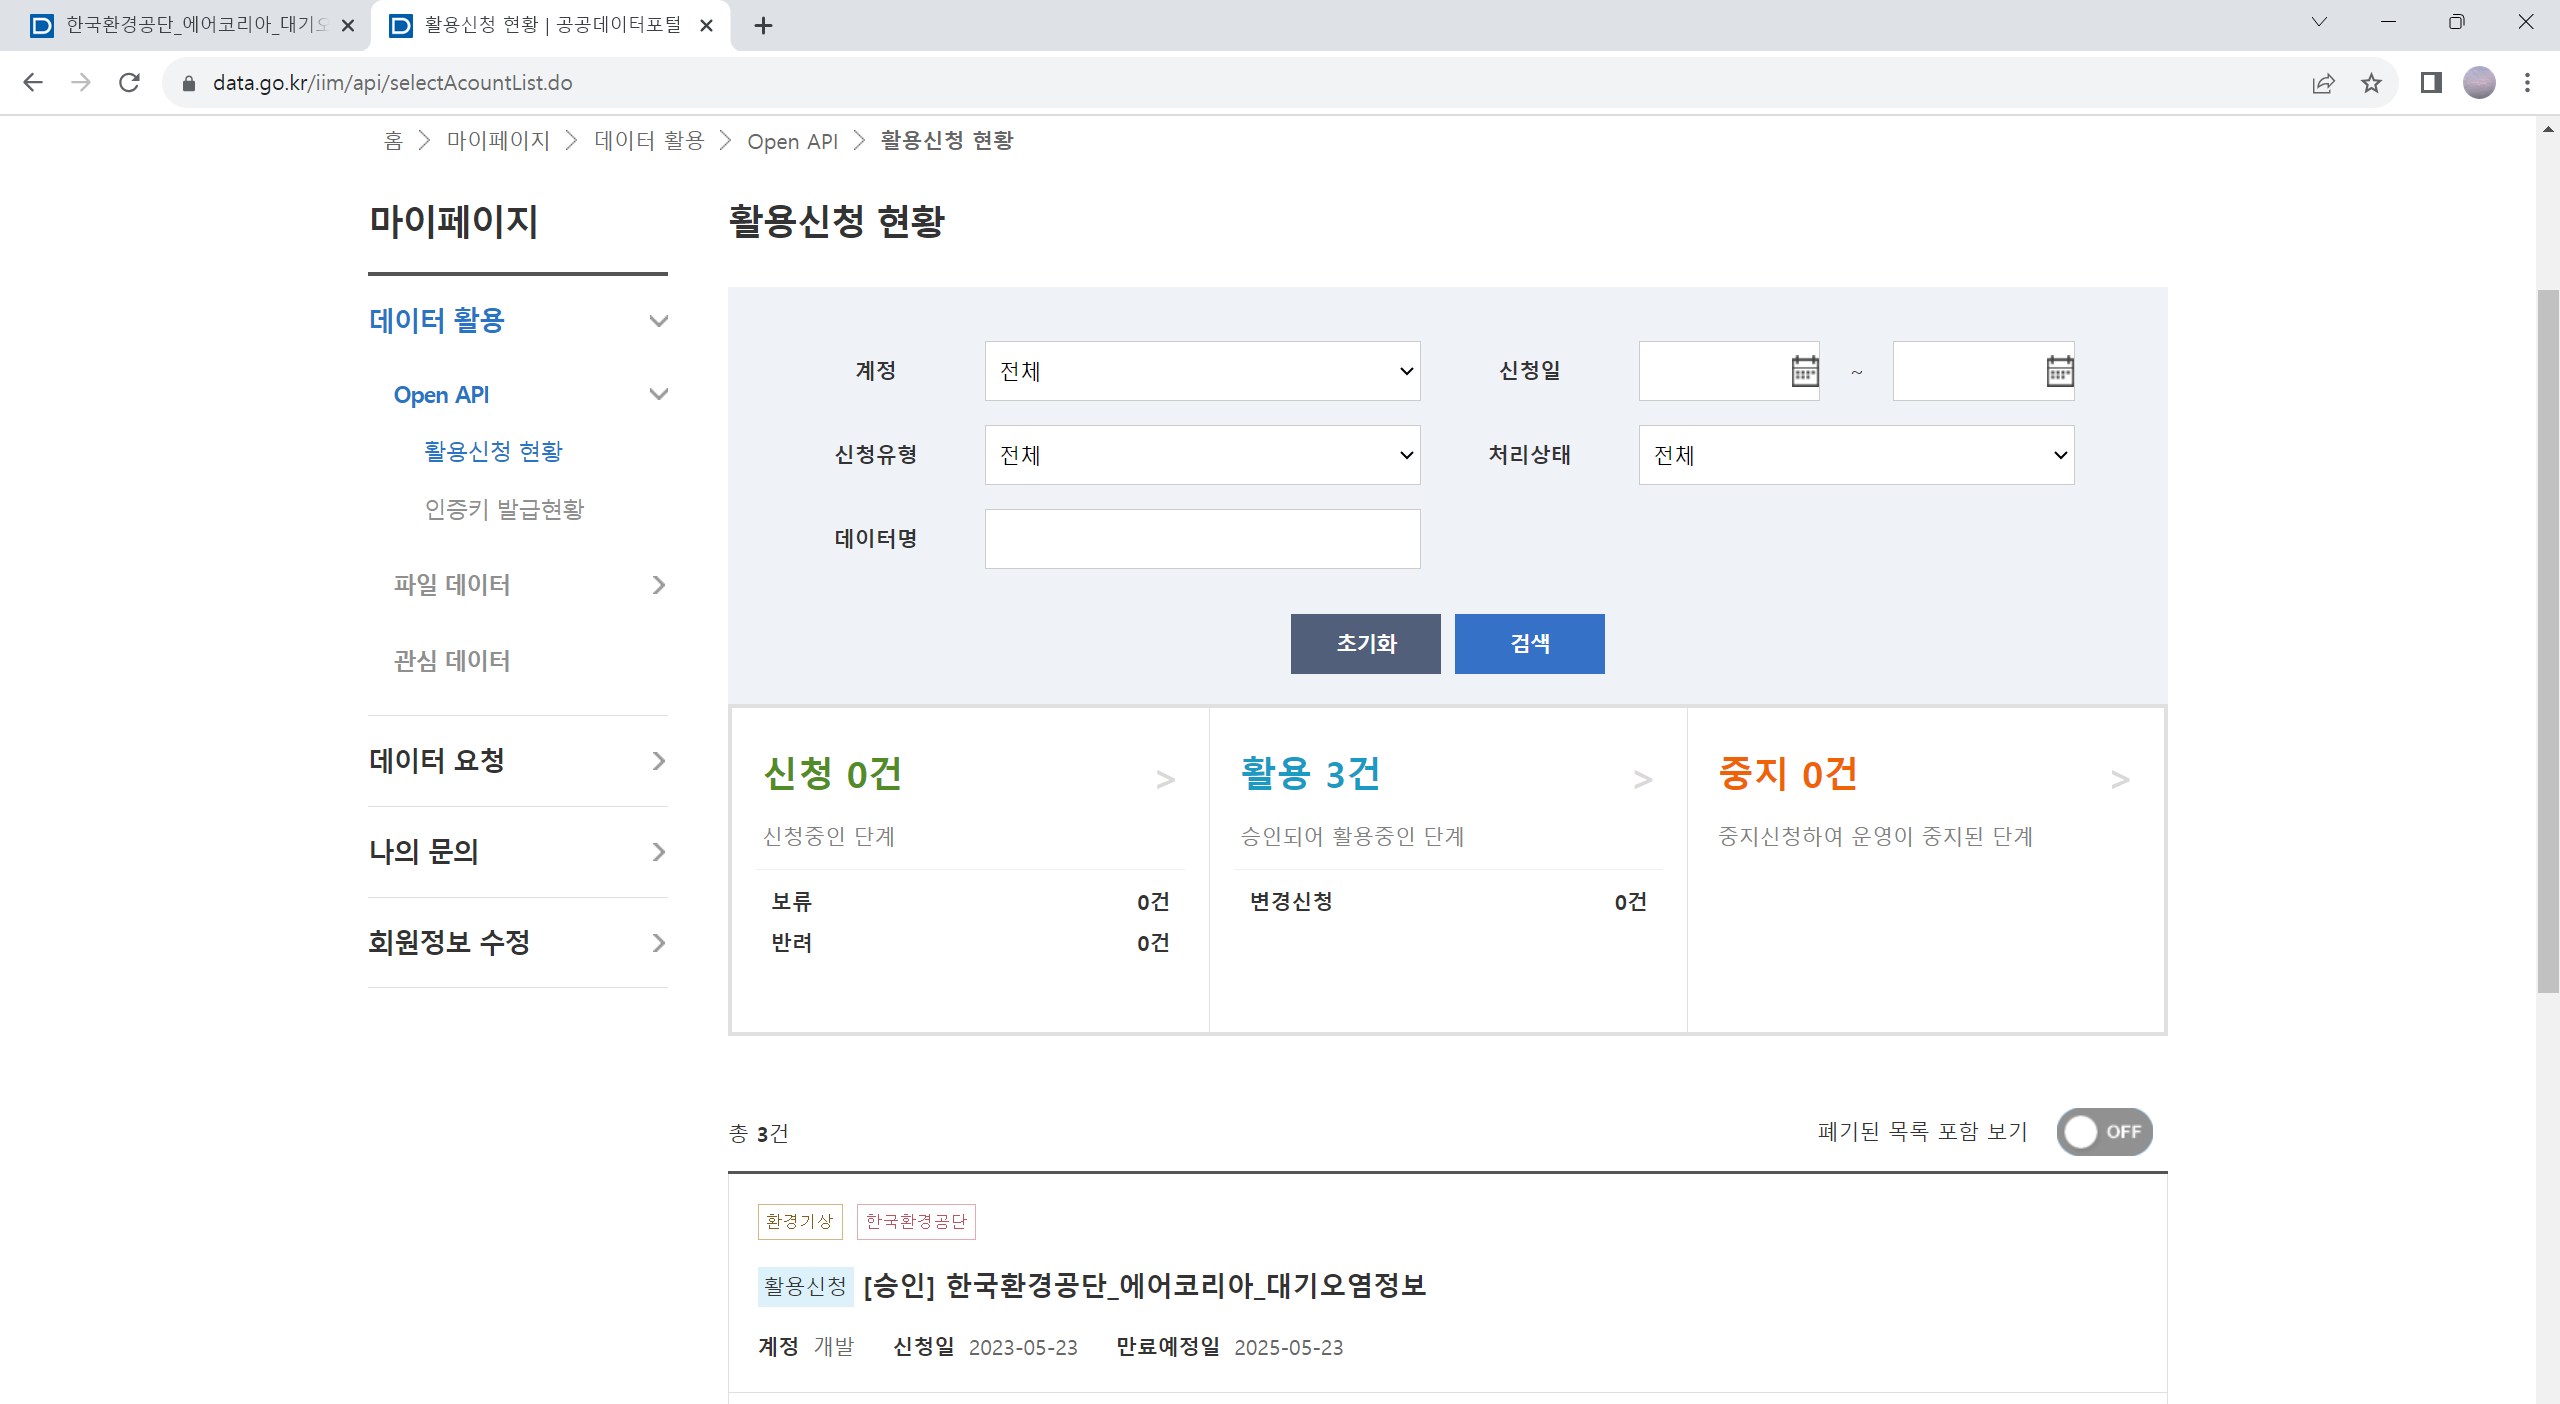 한국환경공단_에어코리아_대기오
활용신청 현황 | 공공데이터포털
data.go.kr/iim/api/selectAcountList.do
홈 > 마이페이지 > 데이터 활용 > Open API > 활용신청 현황
마이페이지
데이터 활용
Open API
활용신청 현황
인증키 발급현황
파일 데이터
관심 데이터
데이터 요청
나의 문의
회원정보 수정
활용신청 현황
계정 전체 신청일 ~
신청유형 전체 처리상태 전체
데이터명
초기화 검색
신청 0건 >
신청중인 단계
보류 0건
반려 0건
활용 3건 >
승인되어 활용중인 단계
변경신청 0건
중지 0건 >
중지신청하여 운영이 중지된 단계
총 3건
폐기된 목록 포함 보기 OFF
환경기상 한국환경공단
활용신청 [승인] 한국환경공단_에어코리아_대기오염정보
계정 개발 신청일 2023-05-23 만료예정일 2025-05-23